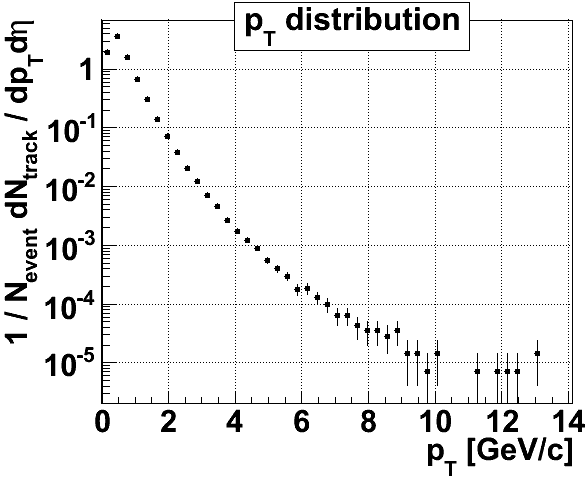 p_T distribution
1 / N_event dN_track / dp_T dη
1
10^-1
10^-2
10^-3
10^-4
10^-5
0 2 4 6 8 10 12 14
p_T [GeV/c]